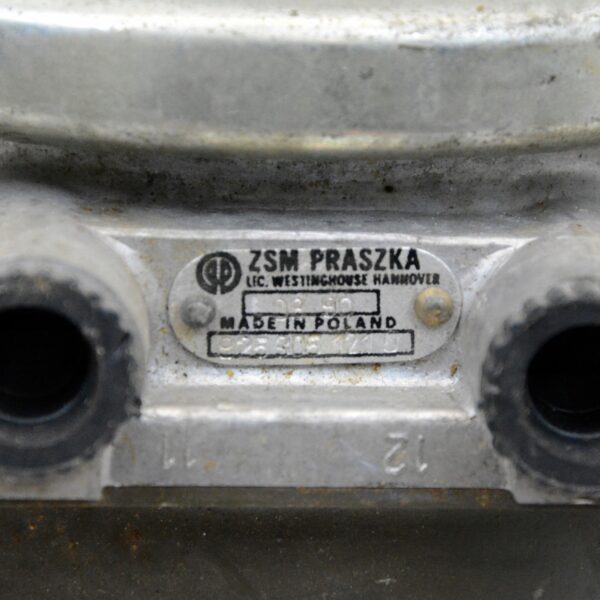 ZSM PRASZKA
LIC. WESTINGHOUSE HANNOVER
MADE IN POLAND
11
12